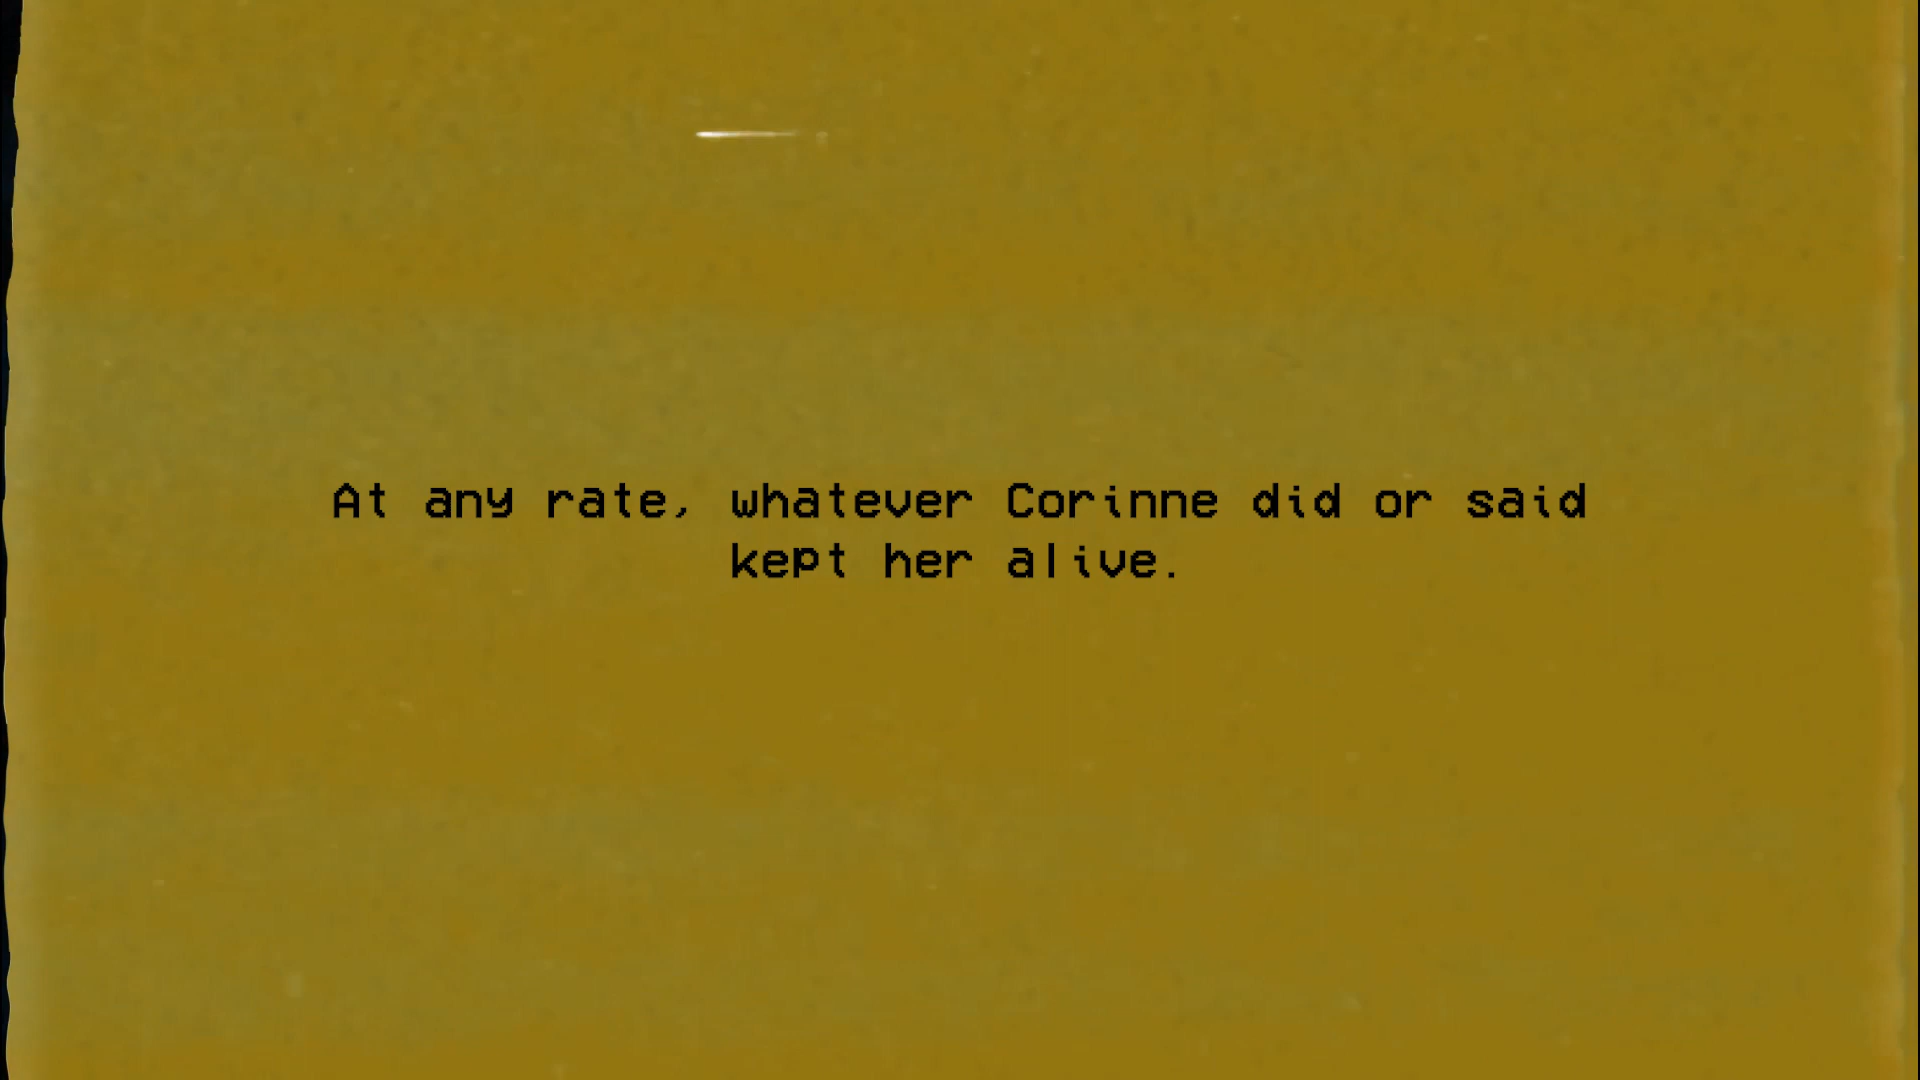 At any rate, whatever Corinne did or said
kept her alive.